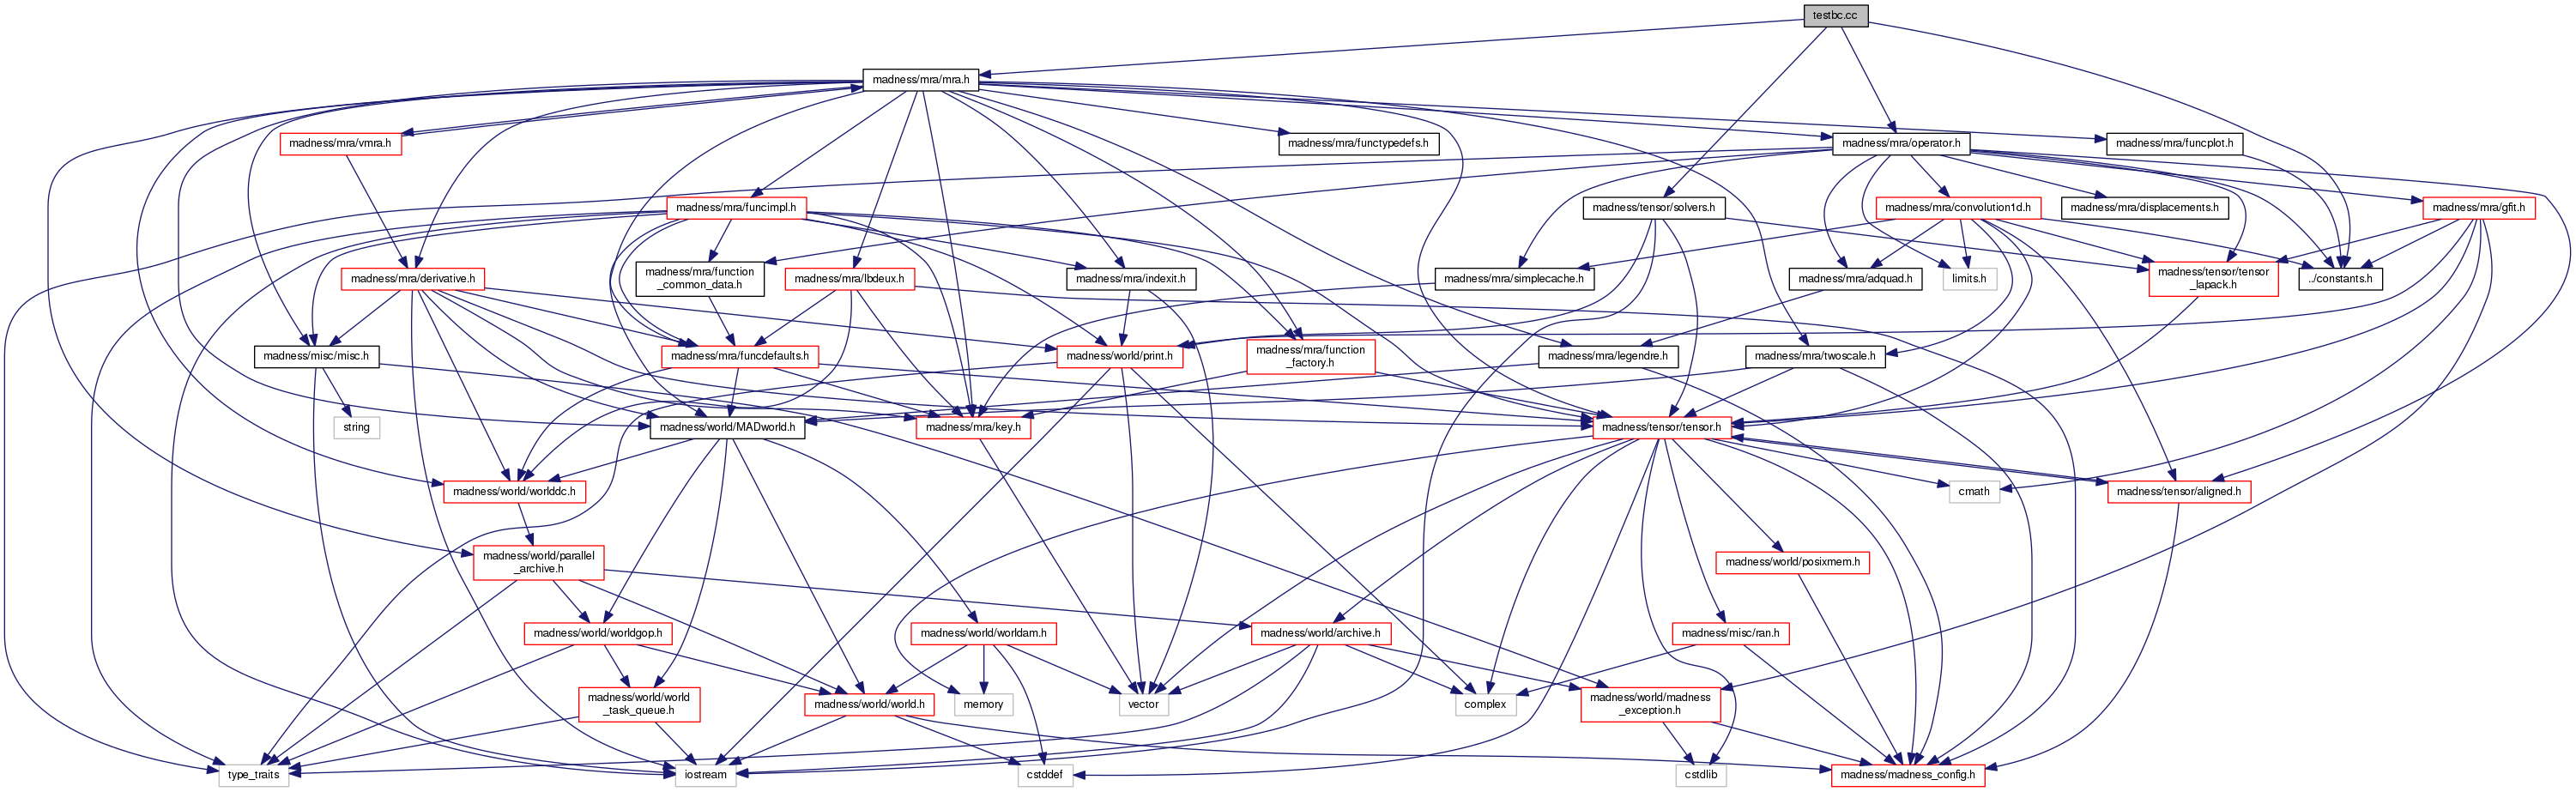 testbc.cc
madness/mra/mra.h
madness/mra/vmra.h
madness/mra/functypedefs.h
madness/mra/operator.h
madness/mra/funcplot.h
madness/mra/funcimpl.h
madness/tensor/solvers.h
madness/mra/convolution1d.h
madness/mra/displacements.h
madness/mra/gfit.h
madness/mra/derivative.h
madness/mra/function
_common_data.h
madness/mra/lbdeux.h
madness/mra/indexit.h
madness/mra/simplecache.h
madness/mra/adquad.h
limits.h
madness/tensor/tensor
_lapack.h
../constants.h
madness/misc/misc.h
madness/mra/funcdefaults.h
madness/world/print.h
madness/mra/function
_factory.h
madness/mra/legendre.h
madness/mra/twoscale.h
string
madness/world/MADworld.h
madness/mra/key.h
madness/tensor/tensor.h
madness/world/worlddc.h
cmath
madness/tensor/aligned.h
madness/world/parallel
_archive.h
madness/world/posixmem.h
madness/world/worldgop.h
madness/world/worldam.h
madness/world/archive.h
madness/misc/ran.h
madness/world/world
_task_queue.h
madness/world/world.h
memory
vector
complex
madness/world/madness
_exception.h
type_traits
iostream
cstddef
cstdlib
madness/madness_config.h